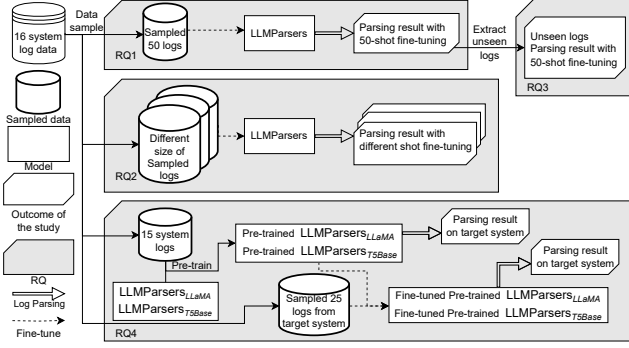 16 system
log data
Data
sample
Sampled
50 logs
RQ1
LLMParsers
Parsing result with
50-shot fine-tuning
Extract
unseen
logs
Unseen logs
Parsing result with
50-shot fine-tuning
RQ3
Sampled data
Model
Outcome of
the study
RQ
Log Parsing
Fine-tune
Different
size of
Sampled
logs
RQ2
LLMParsers
Parsing result with
different shot fine-tuning
15 system
logs
Pre-train
LLMParsersLLaMA
LLMParsersT5Base
RQ4
Pre-trained LLMParsersLLaMA
Pre-trained LLMParsersT5Base
Parsing result
on target system
Sampled 25
logs from
target system
Fine-tuned Pre-trained LLMParsersLLaMA
Fine-tuned Pre-trained LLMParsersT5Base
Parsing result
on target system